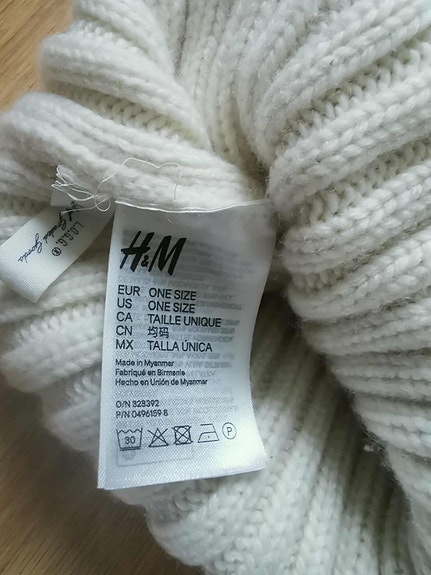 L.O.G.G.®
H&M
EUR ONE SIZE
US ONE SIZE
CA TAILLE UNIQUE
CN 均码
MX TALLA ÚNICA
Made in Myanmar
Fabriqué en Birmanie
Hecho en Unión de Myanmar
O/N 323392
P/N 0496159 8
30
P